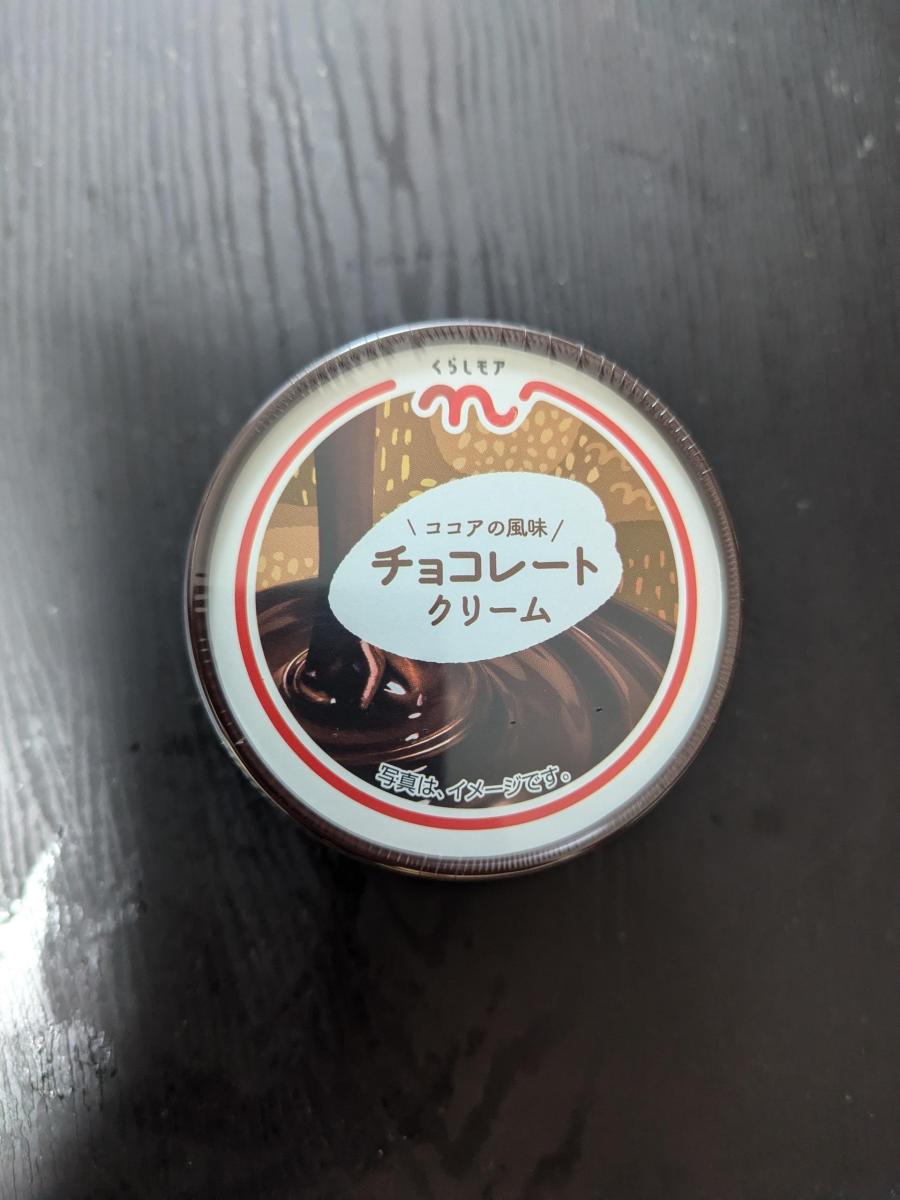 くらしモア
\ ココアの風味 /
チョコレート
クリーム
写真は、イメージです。